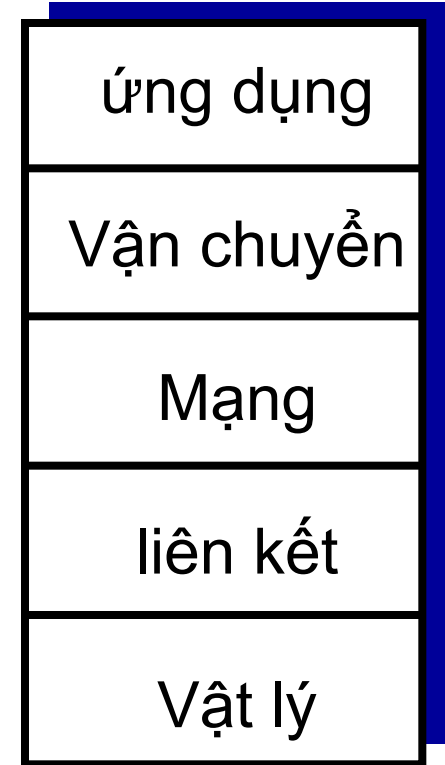 ứng dụng
Vận chuyển
Mạng
liên kết
Vật lý